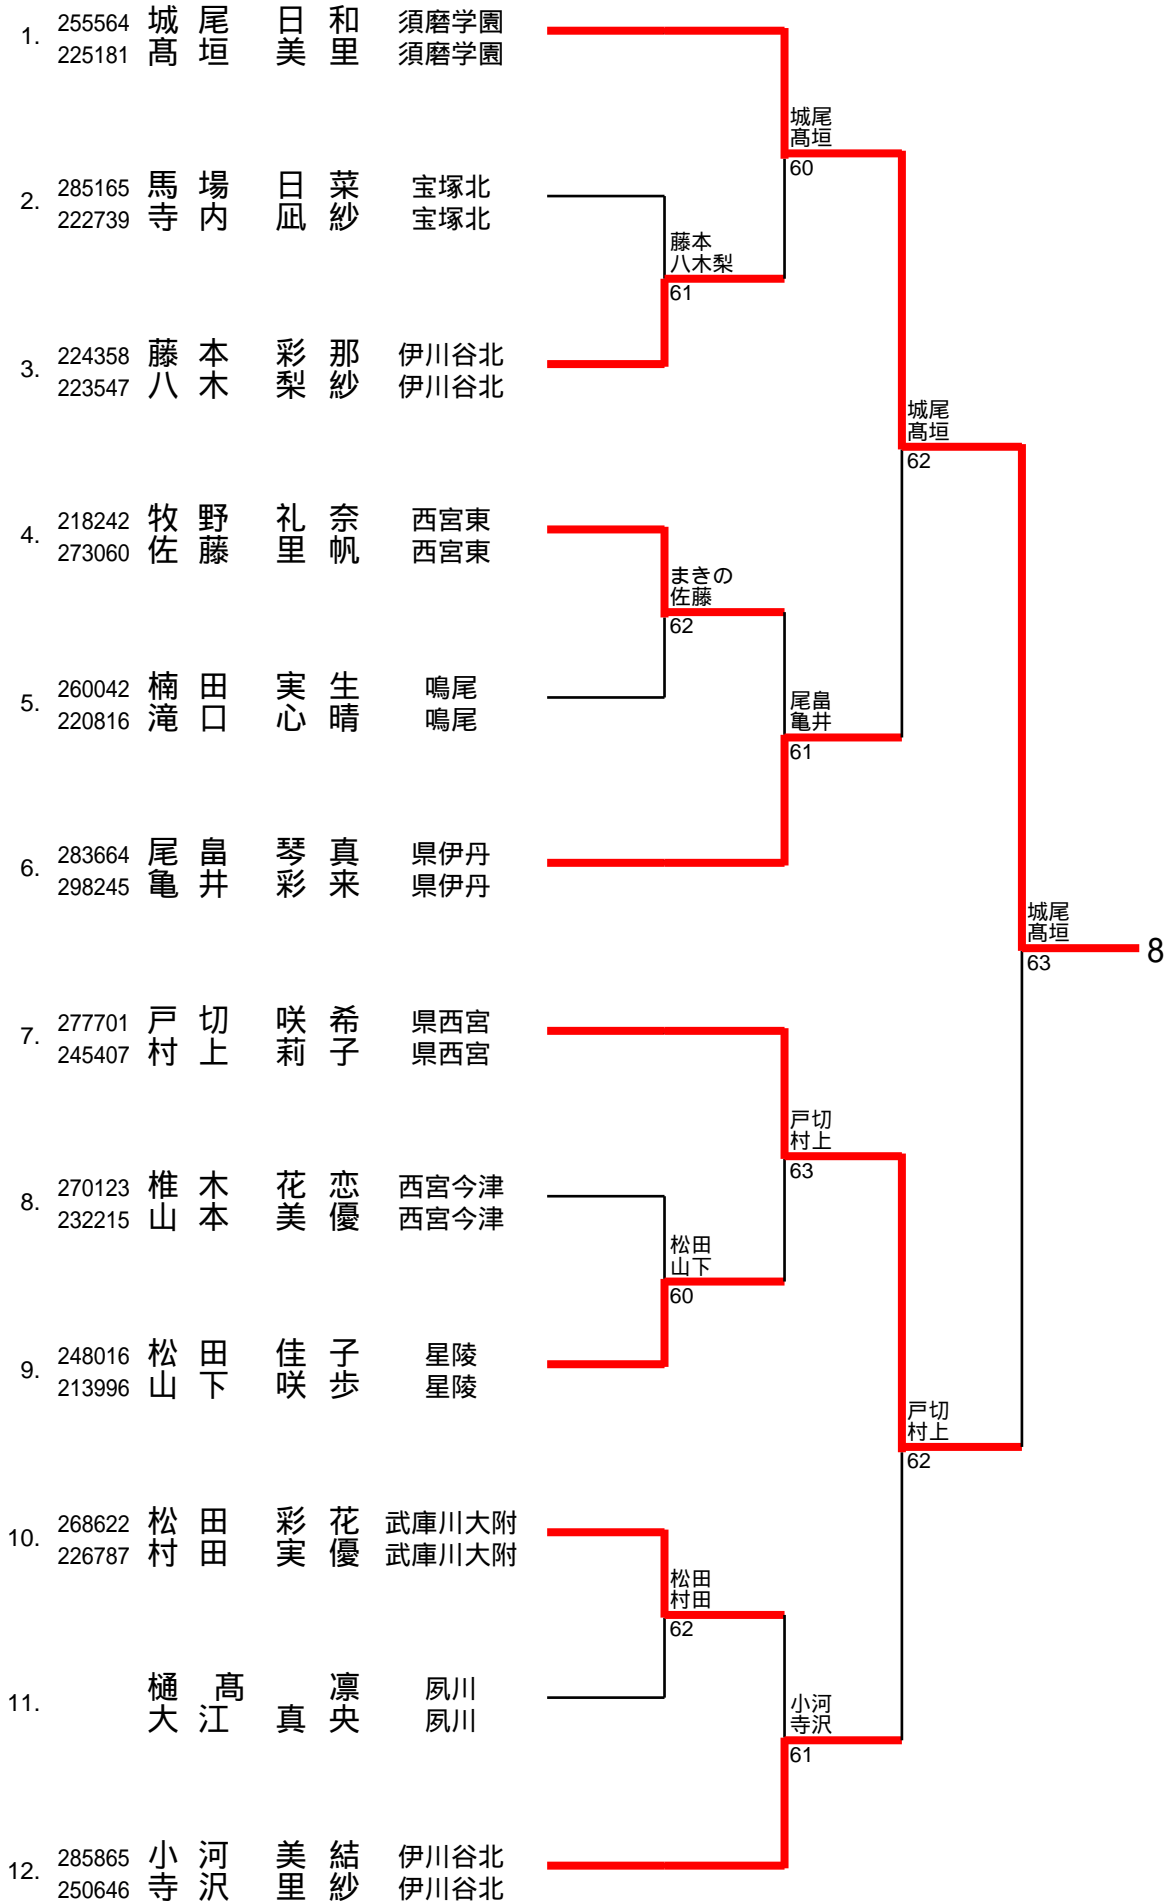 1. 255564 城尾 日和 須磨学園
225181 髙垣 美里 須磨学園
城尾
髙垣
60
2. 285165 馬場 日菜 宝塚北
222739 寺内 凪紗 宝塚北
藤本
八木梨
61
3. 224358 藤本 彩那 伊川谷北
223547 八木 梨紗 伊川谷北
城尾
髙垣
62
4. 218242 牧野 礼奈 西宮東
273060 佐藤 里帆 西宮東
まきの
佐藤
62
5. 260042 楠田 実生 鳴尾
220816 滝口 心晴 鳴尾
尾畠
亀井
61
6. 283664 尾畠 琴真 県伊丹
298245 亀井 彩来 県伊丹
城尾
髙垣
63
8
7. 277701 戸切 咲希 県西宮
245407 村上 莉子 県西宮
戸切
村上
63
8. 270123 椎木 花恋 西宮今津
232215 山本 美優 西宮今津
松田
山下
60
9. 248016 松田 佳子 星陵
213996 山下 咲歩 星陵
戸切
村上
62
10. 268622 松田 彩花 武庫川大附
226787 村田 実優 武庫川大附
松田
村田
62
11. 樋髙 凛 夙川
大江 真央 夙川
小河
寺沢
61
12. 285865 小河 美結 伊川谷北
250646 寺沢 里紗 伊川谷北